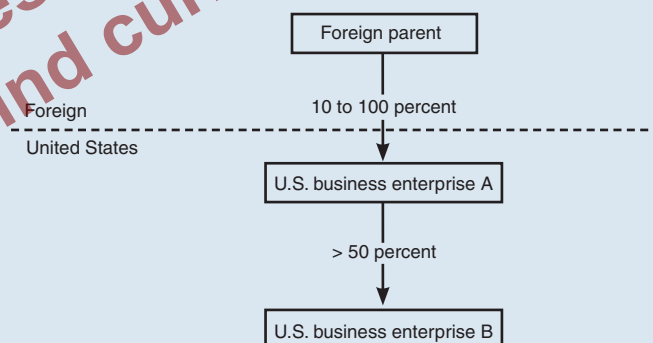 Foreign parent
10 to 100 percent
Foreign
United States
U.S. business enterprise A
> 50 percent
U.S. business enterprise B